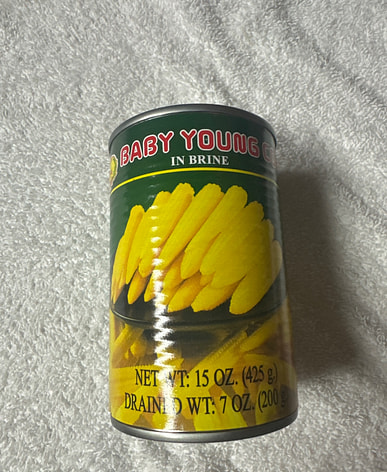 BABY YOUNG
IN BRINE
NET WT: 15 OZ. (425 g.)
DRAINED WT: 7 OZ. (200 g